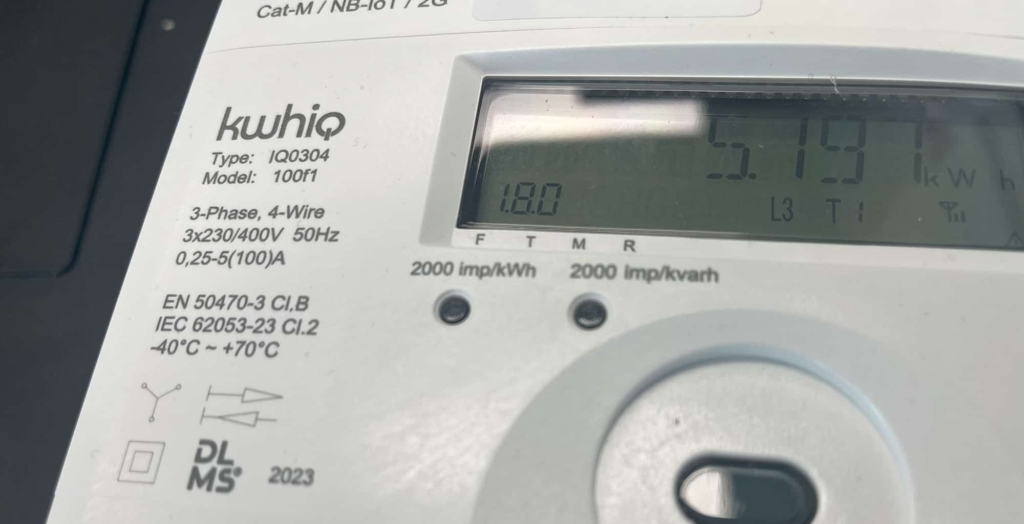 Cat-M / NB-IoT / 2G
kwhiQ
Type: IQ0304
Model: 100f1
3-Phase, 4-Wire
3x230/400V 50Hz
0,25-5(100)A
EN 50470-3 Cl.B
IEC 62053-23 Cl.2
-40°C ~ +70°C
DL
MS
2023
5.791 kWh
1.8.0 L3 T1
F T M R
2000 imp/kWh 2000 imp/kvarh